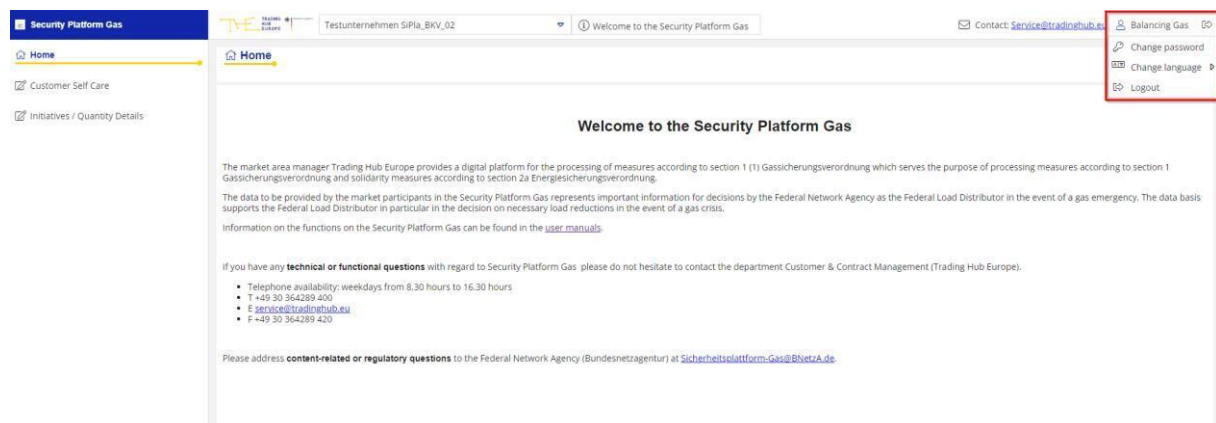 Security Platform Gas
TRADING
HUB
EUROPE
Testunternehmen SiPla_BKV_02
Welcome to the Security Platform Gas
Contact: Service@tradinghub.eu
Balancing Gas
Home
Home
Change password
Change language
Logout
Customer Self Care
Initiatives / Quantity Details
Welcome to the Security Platform Gas
The market area manager Trading Hub Europe provides a digital platform for the processing of measures according to section 1 (1) Gassicherungsverordnung which serves the purpose of processing measures according to section 1
Gassicherungsverordnung and solidarity measures according to section 2a Energiesicherungsverordnung.
The data to be provided by the market participants in the Security Platform Gas represents important information for decisions by the Federal Network Agency as the Federal Load Distributor in the event of a gas emergency. The data basis
supports the Federal Load Distributor in particular in the decision on necessary load reductions in the event of a gas crisis.
Information on the functions on the Security Platform Gas can be found in the user manuals.
If you have any technical or functional questions with regard to Security Platform Gas please do not hesitate to contact the department Customer & Contract Management (Trading Hub Europe).
• Telephone availability: weekdays from 8.30 hours to 16.30 hours
• T +49 30 364289 400
• E service@tradinghub.eu
• F +49 30 364289 420
Please address content-related or regulatory questions to the Federal Network Agency (Bundesnetzagentur) at Sicherheitsplattform-Gas@BNetzA.de.